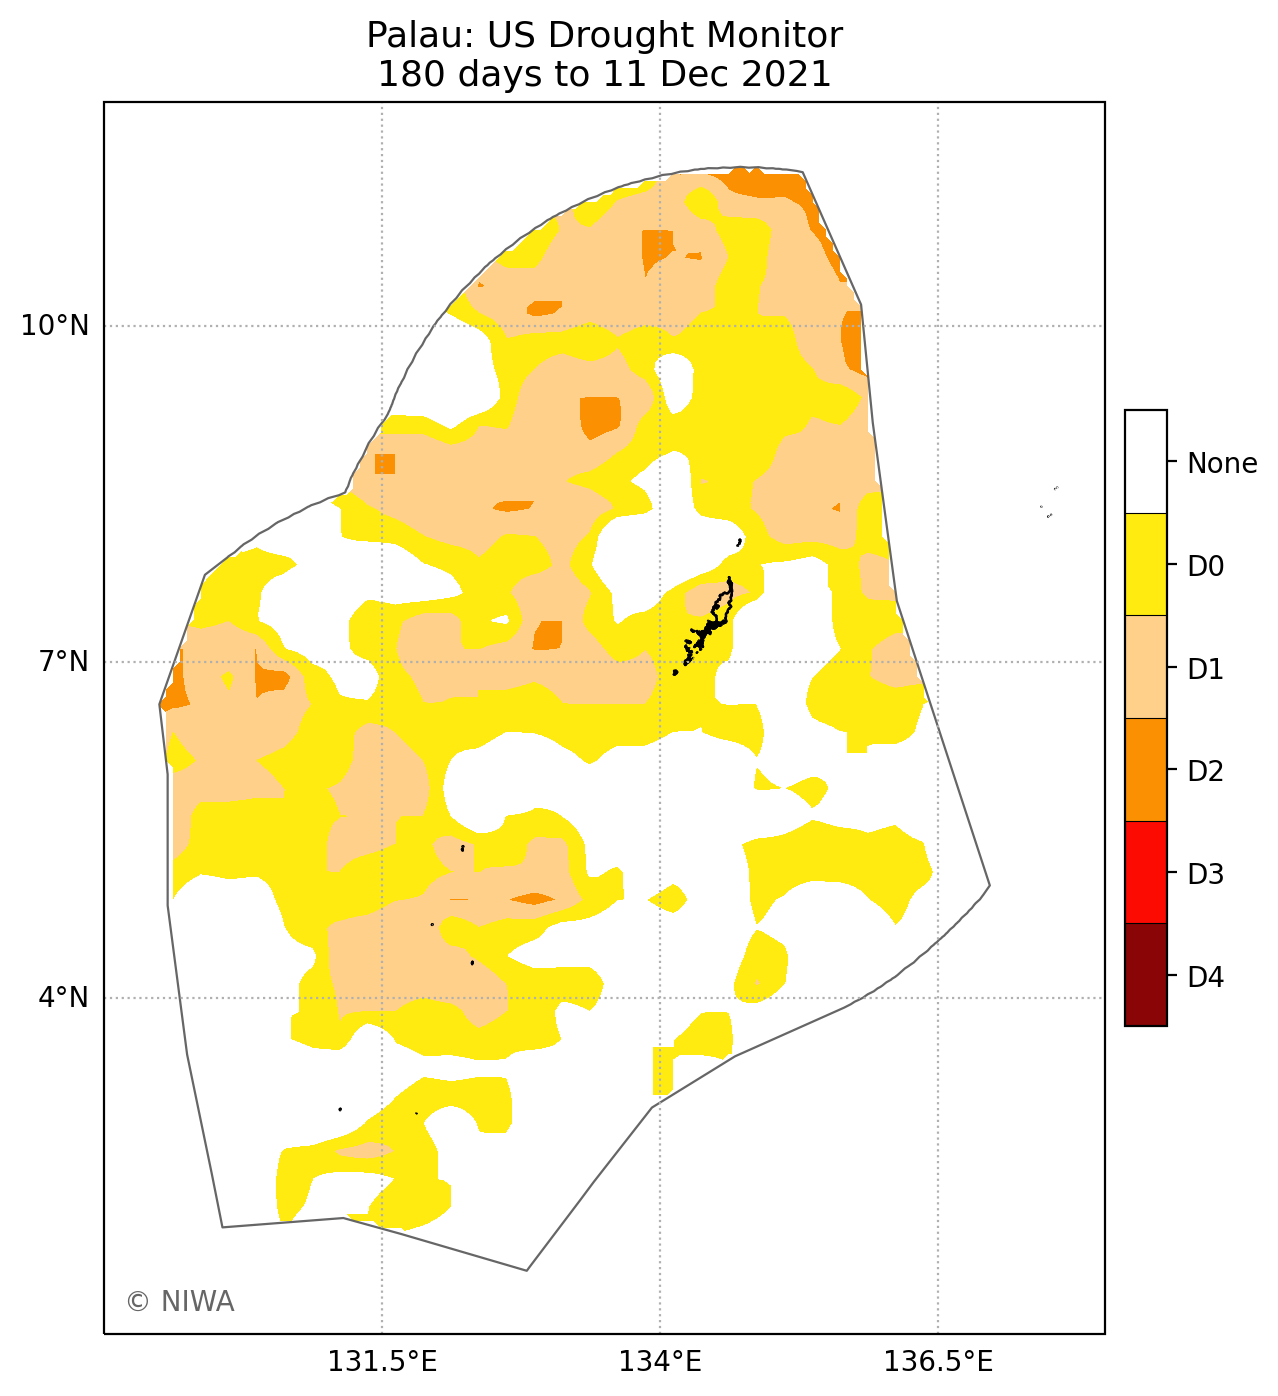 Palau: US Drought Monitor
180 days to 11 Dec 2021
10°N
7°N
4°N
131.5°E
134°E
136.5°E
None
D0
D1
D2
D3
D4
© NIWA